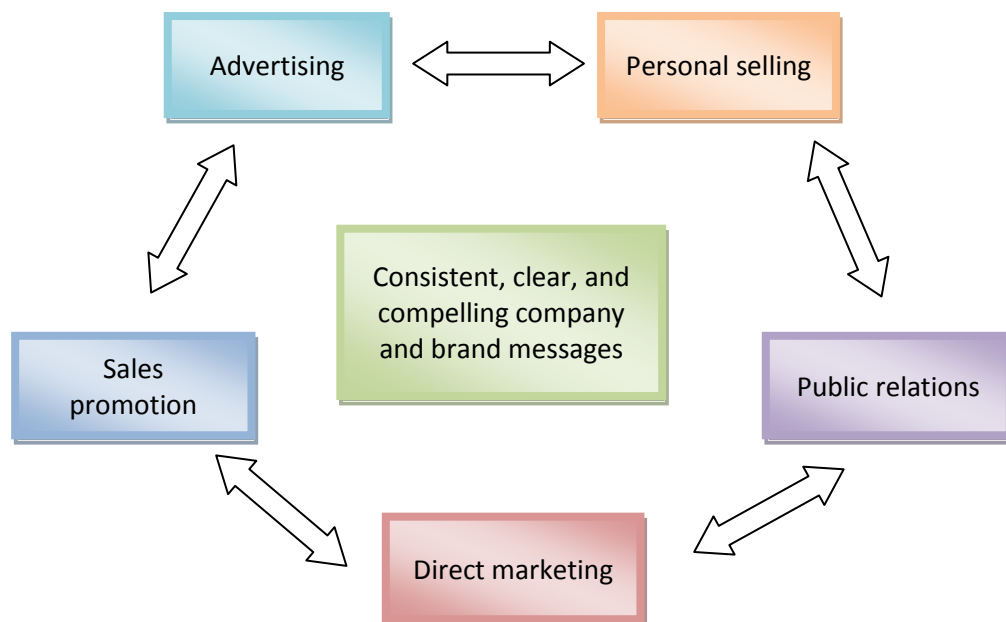 Advertising
Personal selling
Consistent, clear, and
compelling company
and brand messages
Sales
promotion
Public relations
Direct marketing